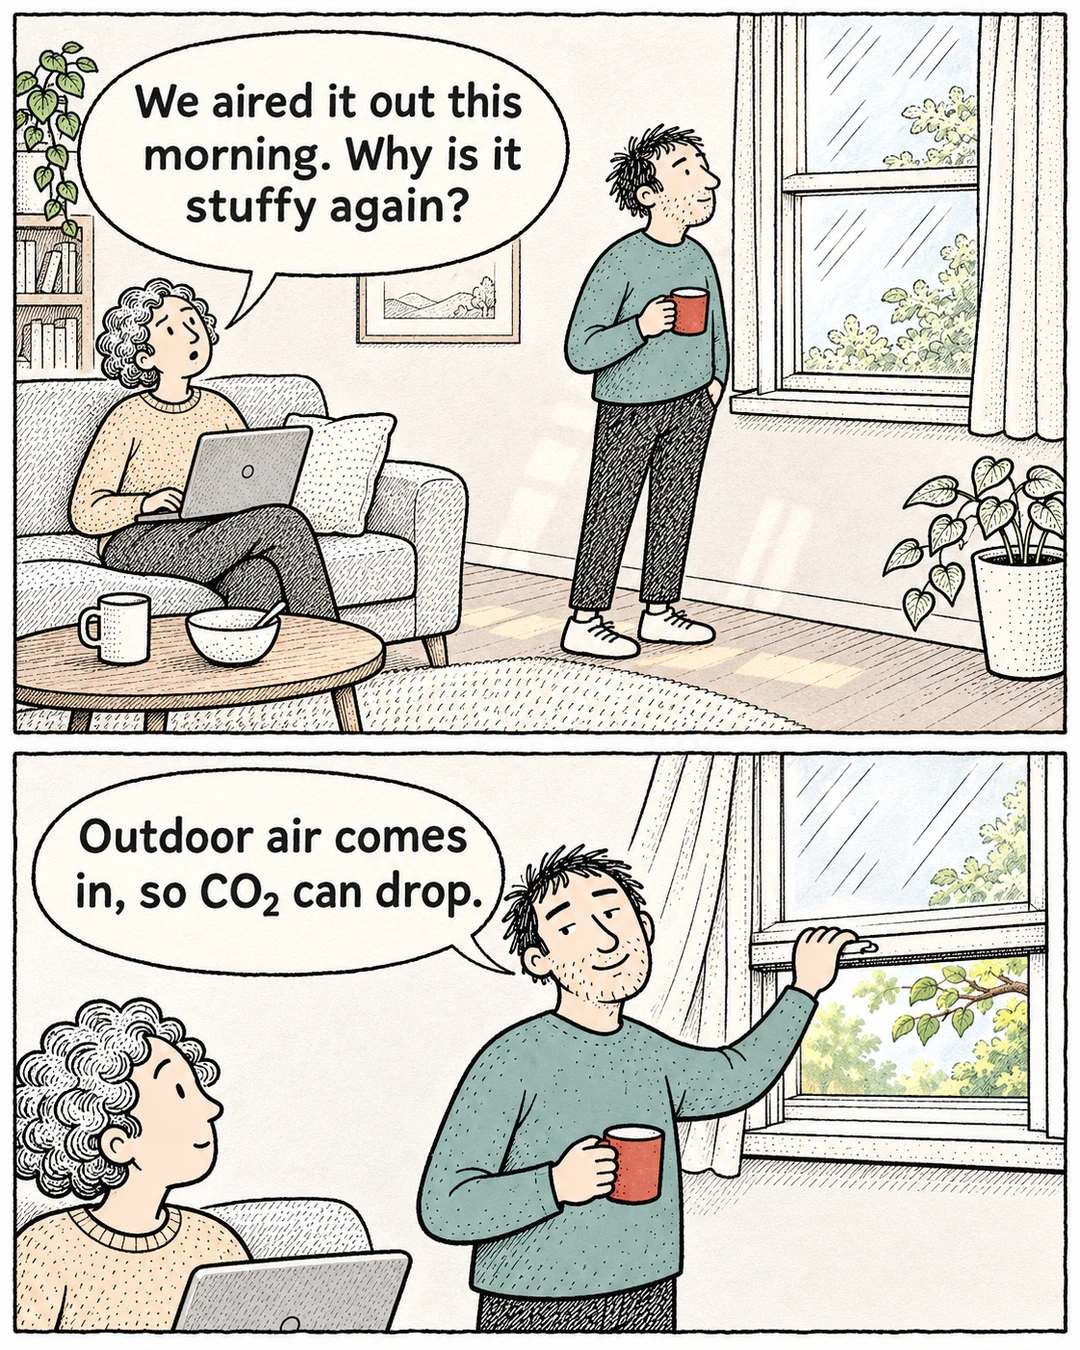 We aired it out this
morning. Why is it
stuffy again?
Outdoor air comes
in, so CO₂ can drop.